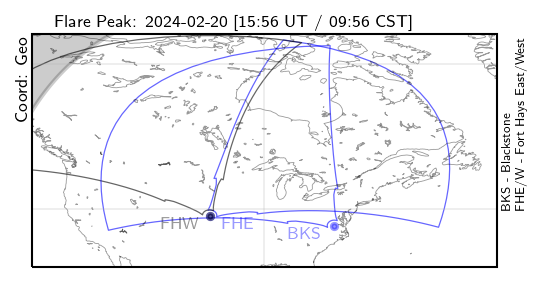 Flare Peak: 2024-02-20 [15:56 UT / 09:56 CST]
Coord: Geo
FHW
FHE
BKS
BKS - Blackstone
FHE/W - Fort Hays East/West